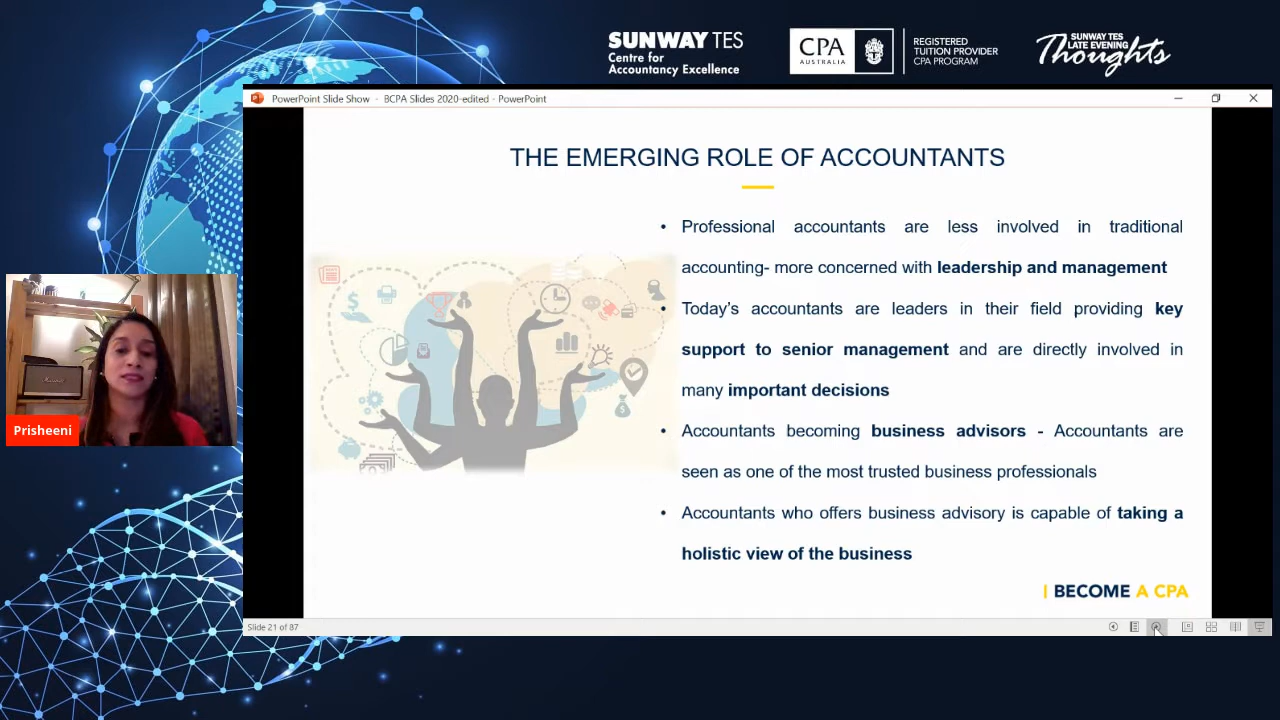 SUNWAY TES
Centre for
Accountancy Excellence
CPA
AUSTRALIA
REGISTERED
TUITION PROVIDER
CPA PROGRAM
SUNWAY TES
LATE EVENING
Thoughts
PowerPoint Slide Show - BCPA Slides 2020-edited - PowerPoint
THE EMERGING ROLE OF ACCOUNTANTS
• Professional accountants are less involved in traditional
accounting- more concerned with leadership and management
• Today's accountants are leaders in their field providing key
support to senior management and are directly involved in
many important decisions
• Accountants becoming business advisors - Accountants are
seen as one of the most trusted business professionals
• Accountants who offers business advisory is capable of taking a
holistic view of the business
| BECOME A CPA
Prisheeni
Slide 21 of 87